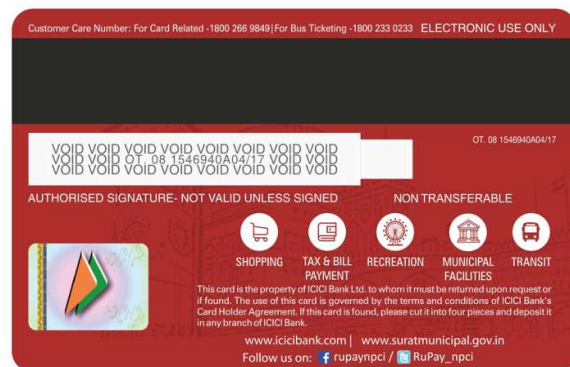 Customer Care Number: For Card Related -1800 266 9849|For Bus Ticketing -1800 233 0233 ELECTRONIC USE ONLY
OT. 08 1546940A04/17
VOID VOID VOID VOID VOID VOID VOID VOID
VOID VOID OT. 08 1546940A04/17 VOID VOID
VOID VOID VOID VOID VOID VOID VOID VOID
AUTHORISED SIGNATURE- NOT VALID UNLESS SIGNED NON TRANSFERABLE
SHOPPING TAX & BILL RECREATION MUNICIPAL TRANSIT
PAYMENT FACILITIES
This card is the property of ICICI Bank Ltd. to whom it must be returned upon request or
if found. The use of this card is governed by the terms and conditions of ICICI Bank's
Card Holder Agreement. If this card is found, please cut it into four pieces and deposit it
in any branch of ICICI Bank.
www.icicibank.com | www.suratmunicipal.gov.in
Follow us on: f rupaynpci / RuPay_npci